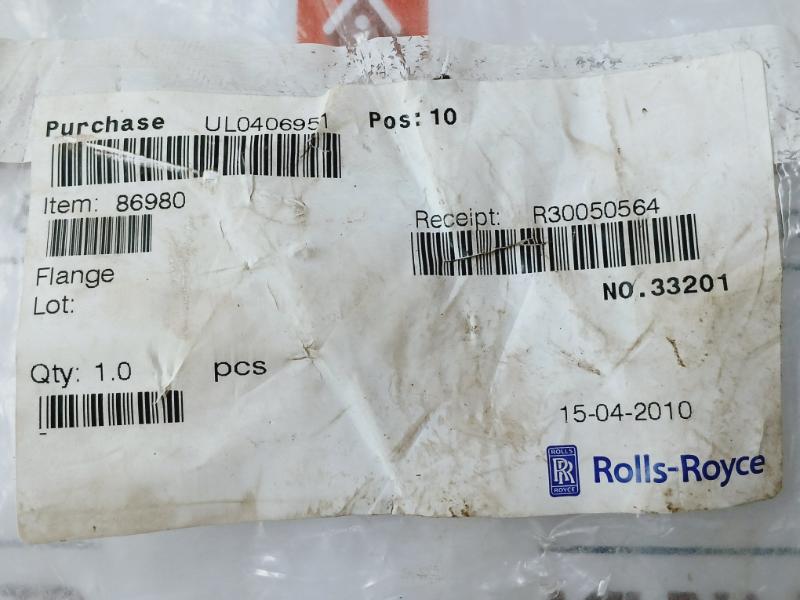 Purchase UL0406951 Pos: 10
Item: 86980
Receipt: R30050564
Flange
NO.33201
Lot:
Qty: 1.0 pcs
15-04-2010
ROLLS
RR
ROYCE
Rolls-Royce